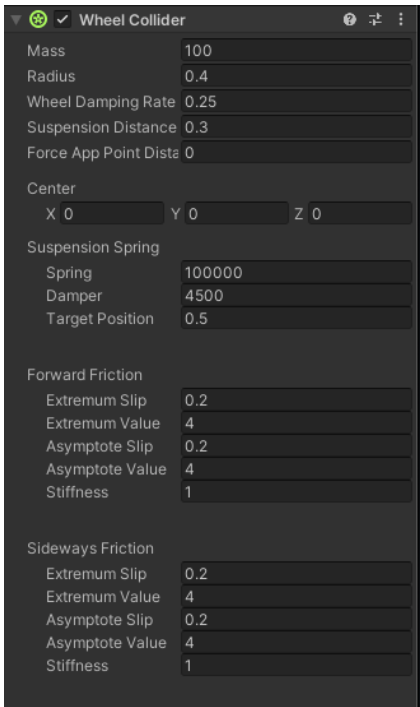 Wheel Collider
Mass 100
Radius 0.4
Wheel Damping Rate 0.25
Suspension Distance 0.3
Force App Point Dista 0
Center
X 0 Y 0 Z 0
Suspension Spring
Spring 100000
Damper 4500
Target Position 0.5
Forward Friction
Extremum Slip 0.2
Extremum Value 4
Asymptote Slip 0.2
Asymptote Value 4
Stiffness 1
Sideways Friction
Extremum Slip 0.2
Extremum Value 4
Asymptote Slip 0.2
Asymptote Value 4
Stiffness 1